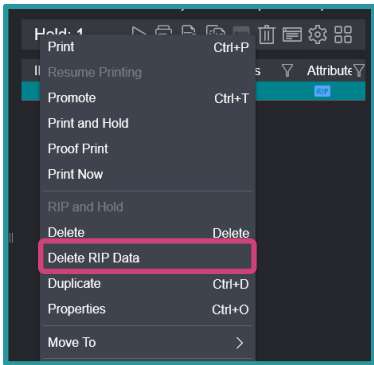 Hold: 1
Print Ctrl+P
s Attribute
Resume Printing
RIP
Promote Ctrl+T
Print and Hold
Proof Print
Print Now
RIP and Hold
Delete Delete
Delete RIP Data
Duplicate Ctrl+D
Properties Ctrl+O
Move To